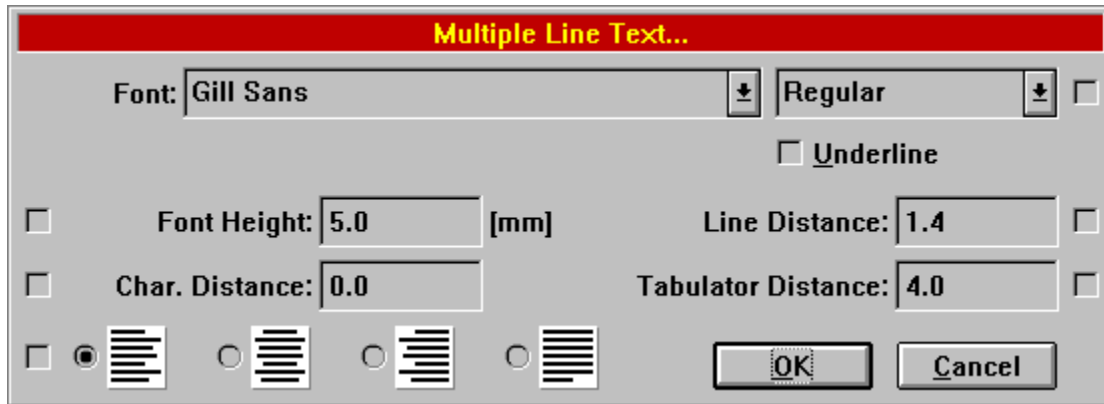 Multiple Line Text...
Font: Gill Sans Regular
Underline
Font Height: 5.0 [mm] Line Distance: 1.4
Char. Distance: 0.0 Tabulator Distance: 4.0
OK Cancel